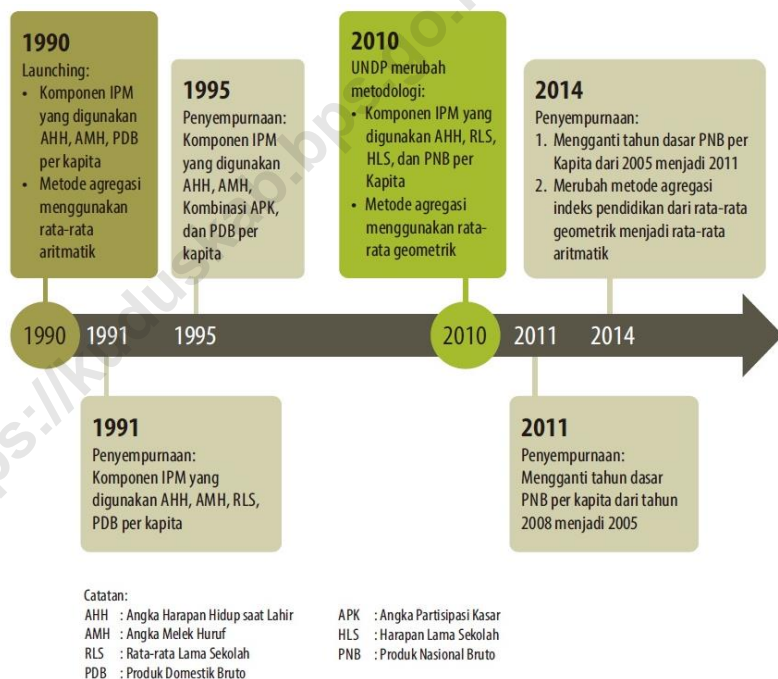 1990
Launching:
• Komponen IPM
yang digunakan
AHH, AMH, PDB
per kapita
• Metode agregasi
menggunakan
rata-rata
aritmatik
1995
Penyempurnaan:
Komponen IPM
yang digunakan
AHH, AMH,
Kombinasi APK,
dan PDB per
kapita
2010
UNDP merubah
metodologi:
• Komponen IPM yang
digunakan AHH, RLS,
HLS, dan PNB per
Kapita
• Metode agregasi
menggunakan rata-
rata geometrik
2014
Penyempurnaan:
1. Mengganti tahun dasar PNB per
Kapita dari 2005 menjadi 2011
2. Merubah metode agregasi
indeks pendidikan dari rata-rata
geometrik menjadi rata-rata
aritmatik
1990 1991 1995 2010 2011 2014
1991
Penyempurnaan:
Komponen IPM yang
digunakan AHH, AMH, RLS,
PDB per kapita
2011
Penyempurnaan:
Mengganti tahun dasar
PNB per kapita dari tahun
2008 menjadi 2005
Catatan:
AHH : Angka Harapan Hidup saat Lahir
AMH : Angka Melek Huruf
RLS : Rata-rata Lama Sekolah
PDB : Produk Domestik Bruto
APK : Angka Partisipasi Kasar
HLS : Harapan Lama Sekolah
PNB : Produk Nasional Bruto